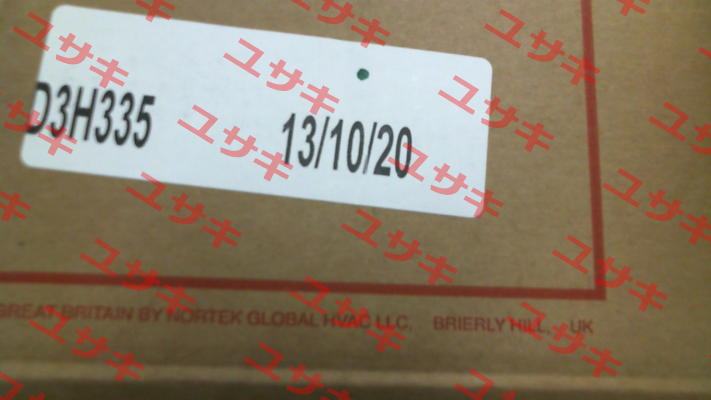 D3H335 13/10/20
GREAT BRITAIN BY NORTEK GLOBAL HVAC LLC, BRIERLY HILL, UK
ユサキ